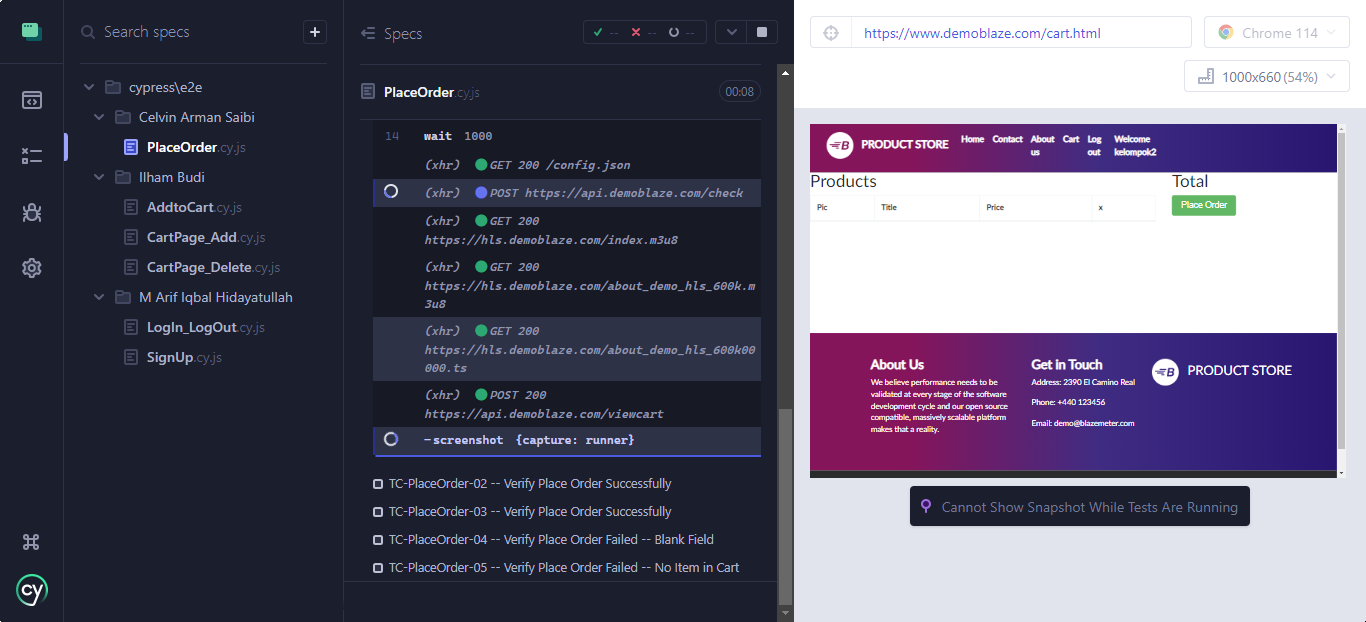 Search specs
+
cypress\e2e
Celvin Arman Saibi
PlaceOrder.cy.js
Ilham Budi
AddtoCart.cy.js
CartPage_Add.cy.js
CartPage_Delete.cy.js
M Arif Iqbal Hidayatullah
LogIn_LogOut.cy.js
SignUp.cy.js
cy
Specs
-- -- --
PlaceOrder.cy.js 00:08
14 wait 1000
(xhr) GET 200 /config.json
(xhr) POST https://api.demoblaze.com/check
(xhr) GET 200
https://hls.demoblaze.com/index.m3u8
(xhr) GET 200
https://hls.demoblaze.com/about_demo_hls_600k.m
3u8
(xhr) GET 200
https://hls.demoblaze.com/about_demo_hls_600k00
000.ts
(xhr) POST 200
https://api.demoblaze.com/viewcart
-screenshot {capture: runner}
TC-PlaceOrder-02 -- Verify Place Order Successfully
TC-PlaceOrder-03 -- Verify Place Order Successfully
TC-PlaceOrder-04 -- Verify Place Order Failed -- Blank Field
TC-PlaceOrder-05 -- Verify Place Order Failed -- No Item in Cart
https://www.demoblaze.com/cart.html
Chrome 114
1000x660 (54%)
PRODUCT STORE Home Contact About us Cart Log out Welcome kelompok2
Products
Pic Title Price x
Total
Place Order
About Us
We believe performance needs to be
validated at every stage of the software
development cycle and our open source
compatible, massively scalable platform
makes that a reality.
Get in Touch
Address: 2390 El Camino Real
Phone: +440 123456
Email: demo@blazemeter.com
PRODUCT STORE
Cannot Show Snapshot While Tests Are Running